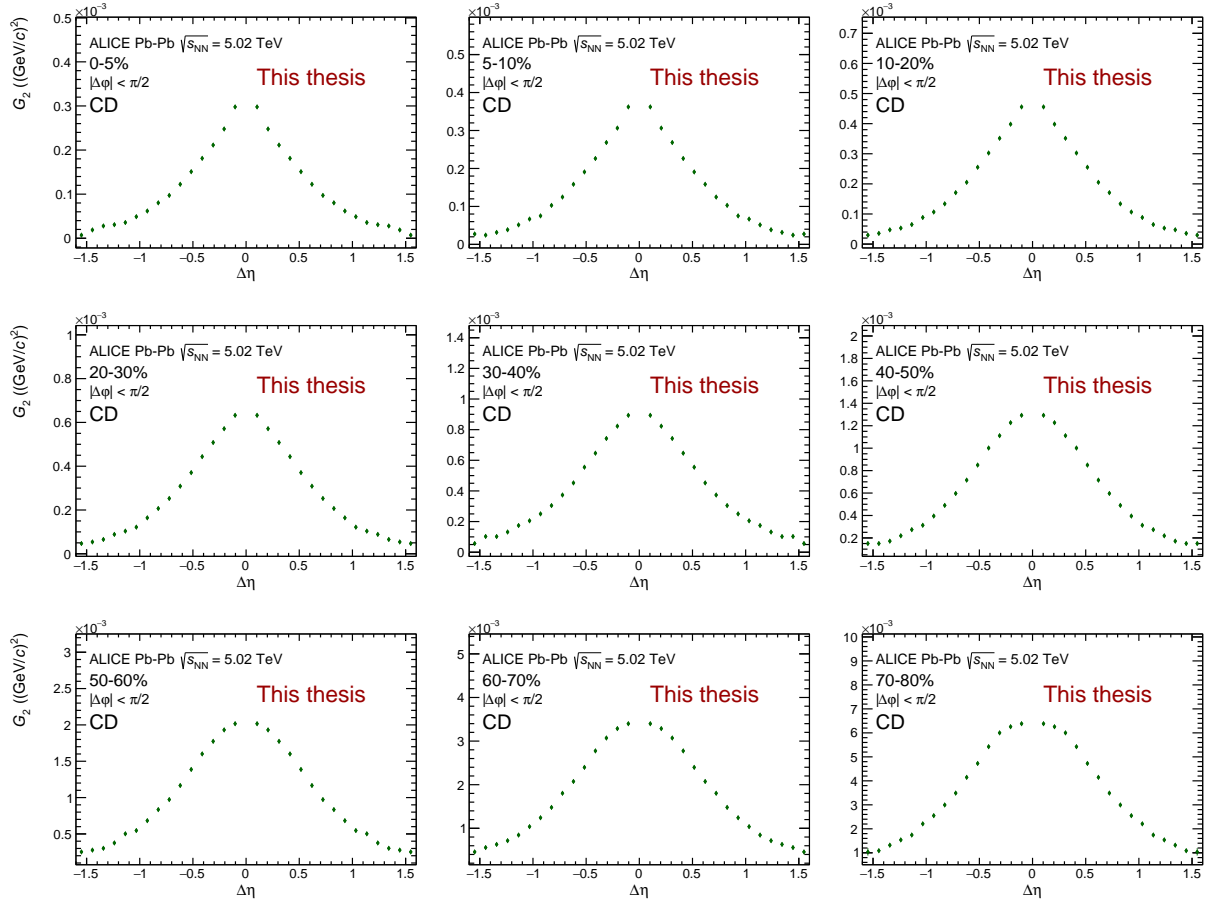 ×10⁻³
G₂ ((GeV/c)²)
0.5
0.4
0.3
0.2
0.1
0
ALICE Pb-Pb √sNN = 5.02 TeV
0-5%
|Δφ| < π/2
CD
This thesis
−1.5 −1 −0.5 0 0.5 1 1.5
Δη
×10⁻³
0.5
0.4
0.3
0.2
0.1
0
ALICE Pb-Pb √sNN = 5.02 TeV
5-10%
|Δφ| < π/2
CD
This thesis
−1.5 −1 −0.5 0 0.5 1 1.5
Δη
×10⁻³
0.7
0.6
0.5
0.4
0.3
0.2
0.1
0
ALICE Pb-Pb √sNN = 5.02 TeV
10-20%
|Δφ| < π/2
CD
This thesis
−1.5 −1 −0.5 0 0.5 1 1.5
Δη
×10⁻³
G₂ ((GeV/c)²)
1
0.8
0.6
0.4
0.2
0
ALICE Pb-Pb √sNN = 5.02 TeV
20-30%
|Δφ| < π/2
CD
This thesis
−1.5 −1 −0.5 0 0.5 1 1.5
Δη
×10⁻³
1.4
1.2
1
0.8
0.6
0.4
0.2
0
ALICE Pb-Pb √sNN = 5.02 TeV
30-40%
|Δφ| < π/2
CD
This thesis
−1.5 −1 −0.5 0 0.5 1 1.5
Δη
×10⁻³
2
1.8
1.6
1.4
1.2
1
0.8
0.6
0.4
0.2
ALICE Pb-Pb √sNN = 5.02 TeV
40-50%
|Δφ| < π/2
CD
This thesis
−1.5 −1 −0.5 0 0.5 1 1.5
Δη
×10⁻³
G₂ ((GeV/c)²)
3
2.5
2
1.5
1
0.5
ALICE Pb-Pb √sNN = 5.02 TeV
50-60%
|Δφ| < π/2
CD
This thesis
−1.5 −1 −0.5 0 0.5 1 1.5
Δη
×10⁻³
5
4
3
2
1
ALICE Pb-Pb √sNN = 5.02 TeV
60-70%
|Δφ| < π/2
CD
This thesis
−1.5 −1 −0.5 0 0.5 1 1.5
Δη
×10⁻³
10
9
8
7
6
5
4
3
2
1
ALICE Pb-Pb √sNN = 5.02 TeV
70-80%
|Δφ| < π/2
CD
This thesis
−1.5 −1 −0.5 0 0.5 1 1.5
Δη